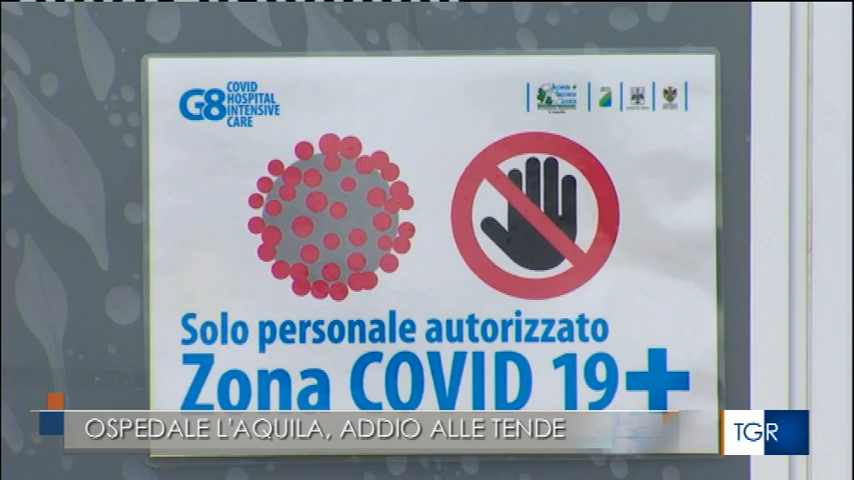 G8 COVID
HOSPITAL
INTENSIVE
CARE
Solo personale autorizzato
Zona COVID 19+
OSPEDALE L'AQUILA, ADDIO ALLE TENDE
TGR